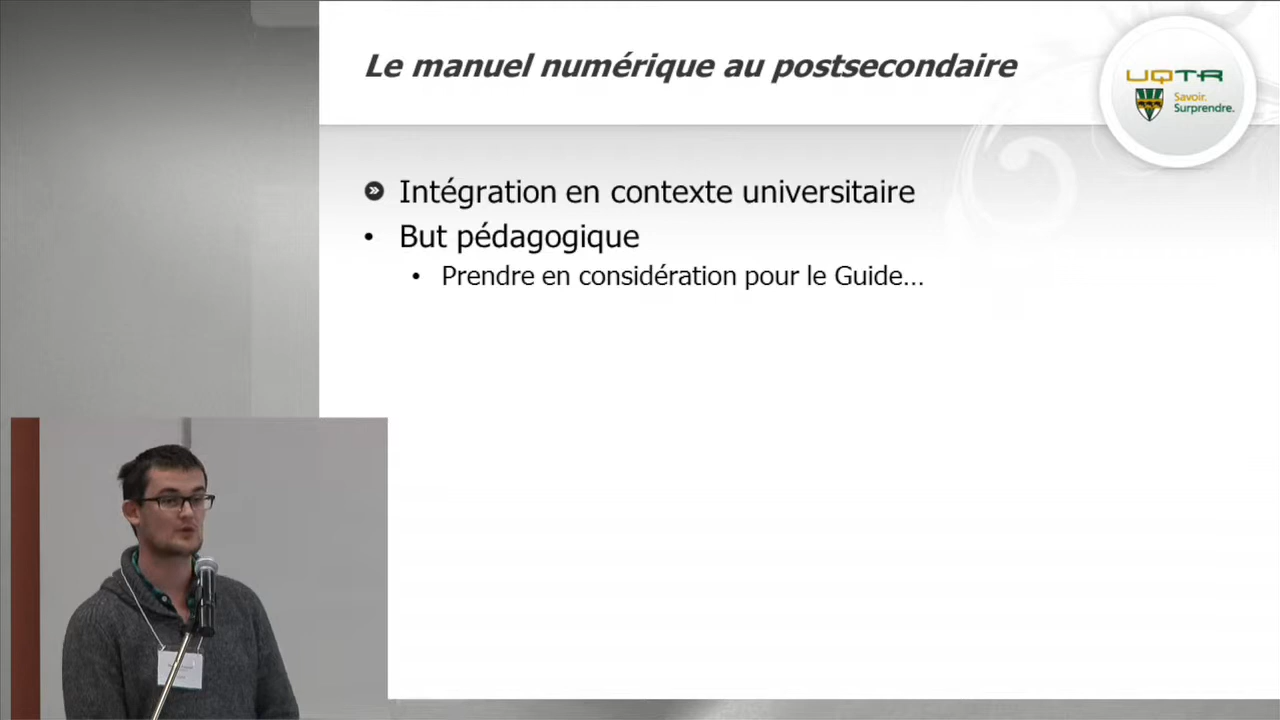 Le manuel numérique au postsecondaire
UQTR
Savoir.
Surprendre.
Intégration en contexte universitaire
• But pédagogique
• Prendre en considération pour le Guide...